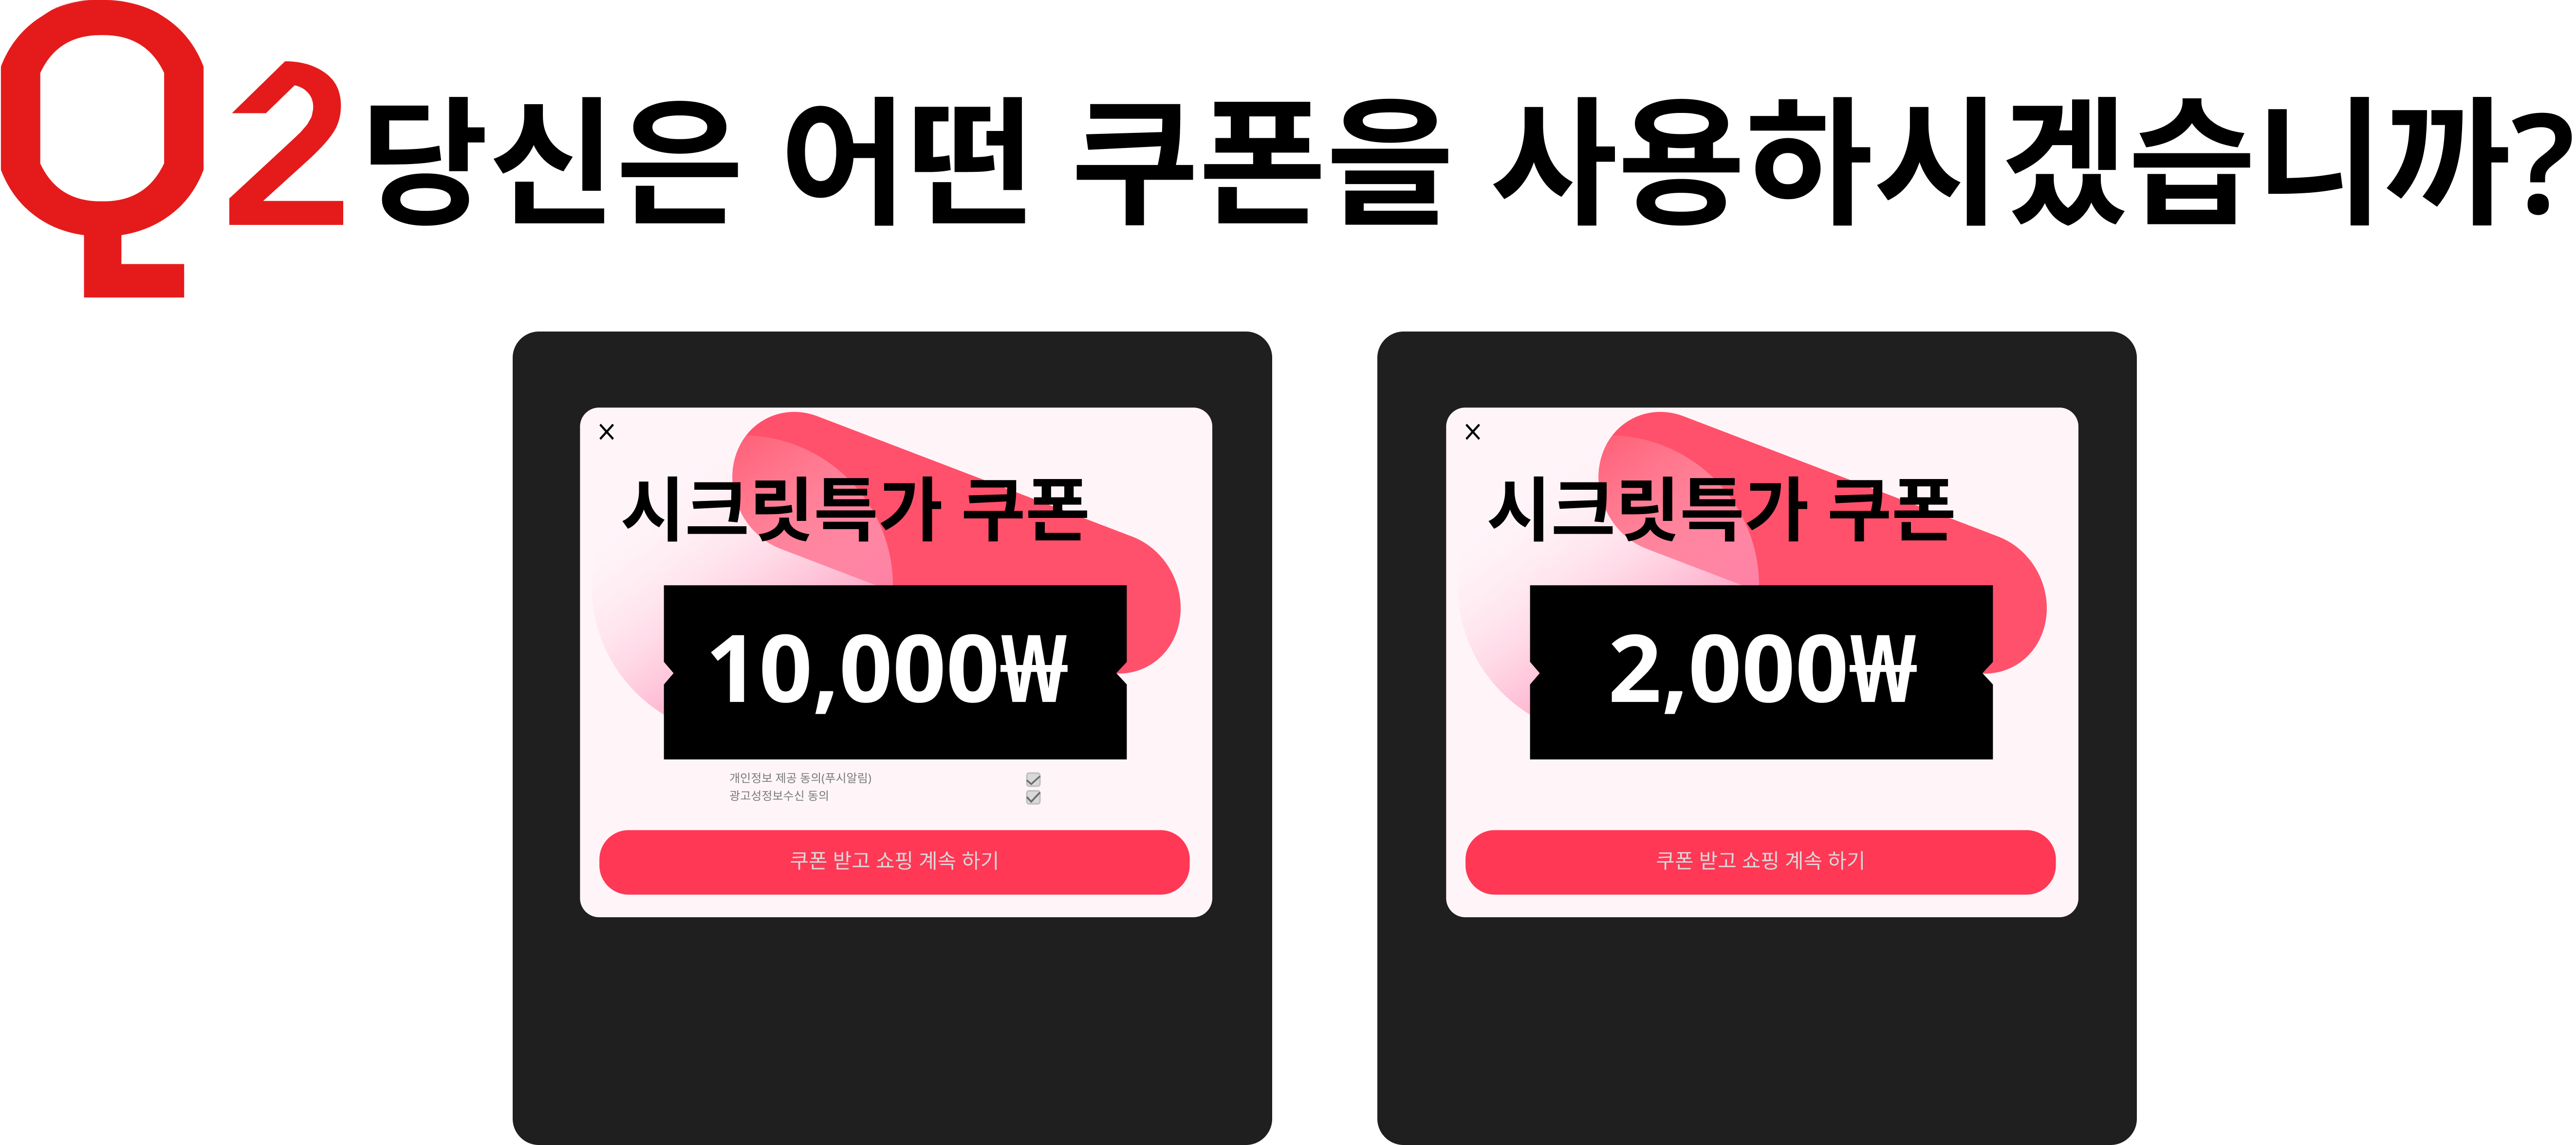 Q2 당신은 어떤 쿠폰을 사용하시겠습니까?
시크릿특가 쿠폰
10,000₩
개인정보 제공 동의(푸시알림)
광고성정보수신 동의
쿠폰 받고 쇼핑 계속 하기
시크릿특가 쿠폰
2,000₩
쿠폰 받고 쇼핑 계속 하기